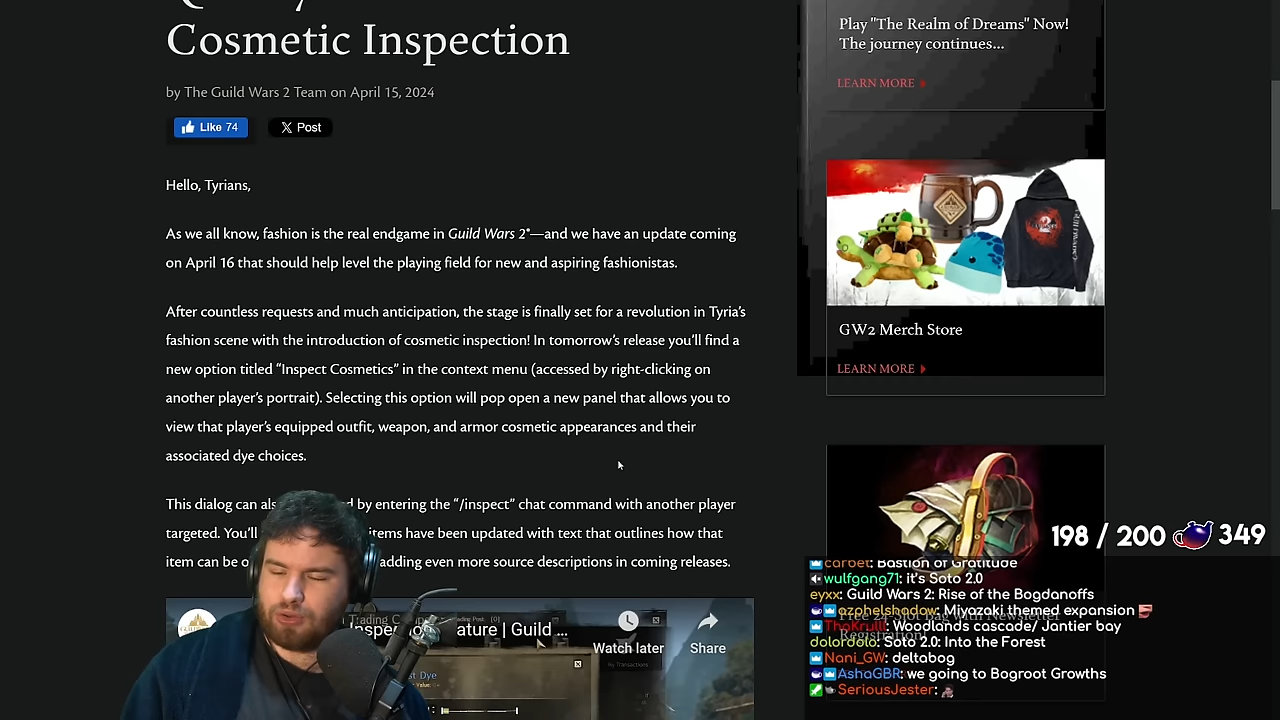 Cosmetic Inspection
by The Guild Wars 2 Team on April 15, 2024
Like 74
X Post
Hello, Tyrians,
As we all know, fashion is the real endgame in Guild Wars 2*—and we have an update coming
on April 16 that should help level the playing field for new and aspiring fashionistas.
After countless requests and much anticipation, the stage is finally set for a revolution in Tyria's
fashion scene with the introduction of cosmetic inspection! In tomorrow's release you'll find a
new option titled “Inspect Cosmetics” in the context menu (accessed by right-clicking on
another player's portrait). Selecting this option will pop open a new panel that allows you to
view that player's equipped outfit, weapon, and armor cosmetic appearances and their
associated dye choices.
This dialog can by entering the “/inspect” chat command with another player
targeted. You'll items have been updated with text that outlines how that
item can be adding even more source descriptions in coming releases.
ature | Guild ...
Watch later
Share
Play "The Realm of Dreams" Now!
The journey continues...
LEARN MORE
GW2 Merch Store
LEARN MORE
198 / 200 349
carbet: Bastion of Gratitude
wulfgang71: it's Soto 2.0
eyxx: Guild Wars 2: Rise of the Bogdanoffs
azphelshadow: Miyazaki themed expansion
ThaKrulll: Woodlands cascade/ Jantier bay
dolordolo: Soto 2.0: Into the Forest
Nani_GW: deltabog
AshaGBR: we going to Bogroot Growths
SeriousJester: